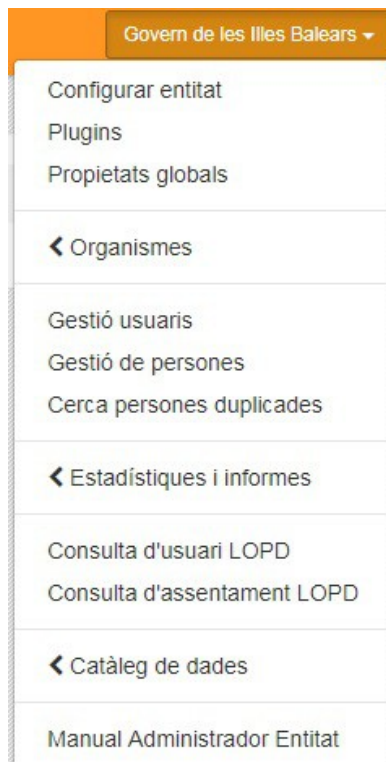 Govern de les Illes Balears
Configurar entitat
Plugins
Propietats globals
Organismes
Gestió usuaris
Gestió de persones
Cerca persones duplicades
Estadístiques i informes
Consulta d'usuari LOPD
Consulta d'assentament LOPD
Catàleg de dades
Manual Administrador Entitat